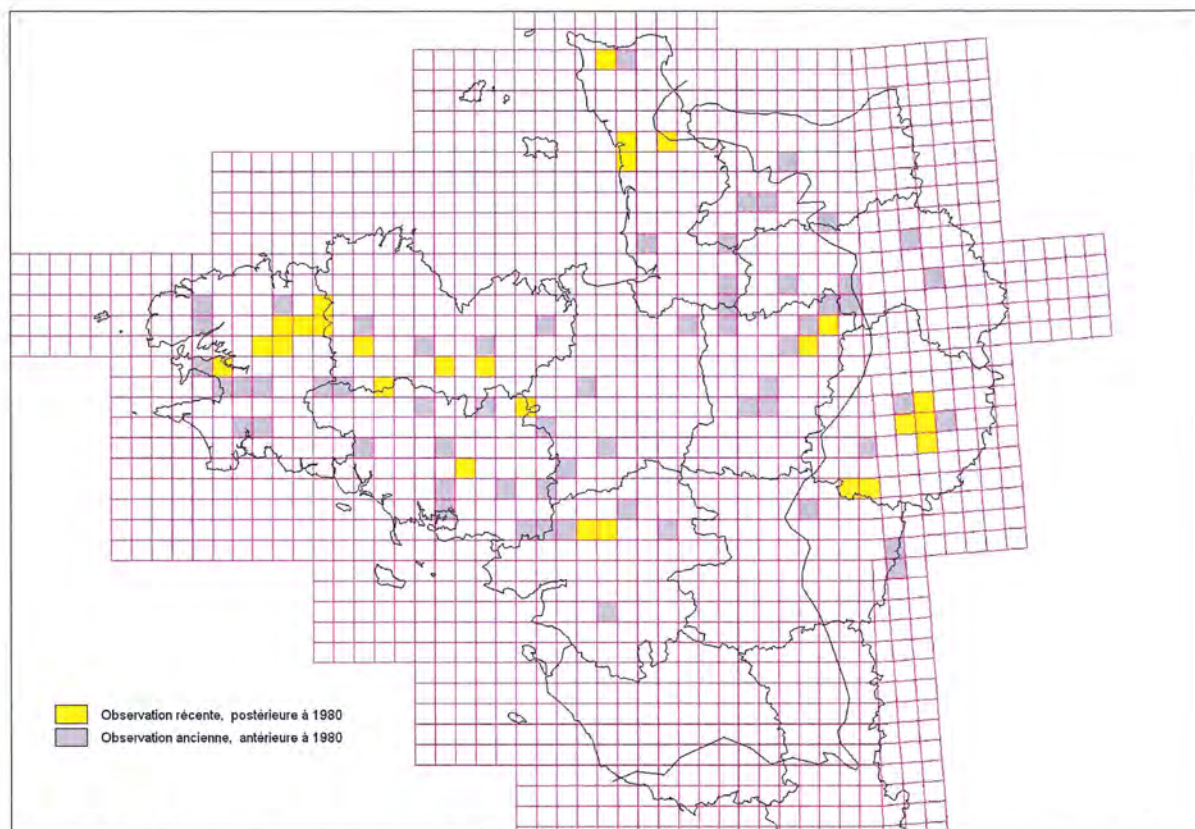 Observation récente, postérieure à 1980
Observation ancienne, antérieure à 1980